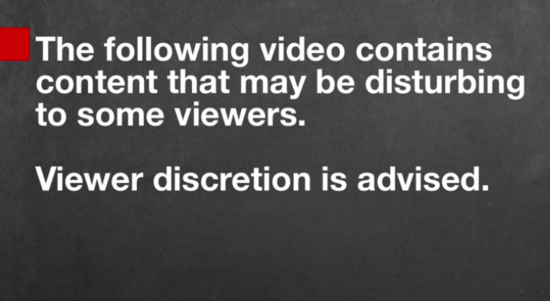 The following video contains
content that may be disturbing
to some viewers.
Viewer discretion is advised.